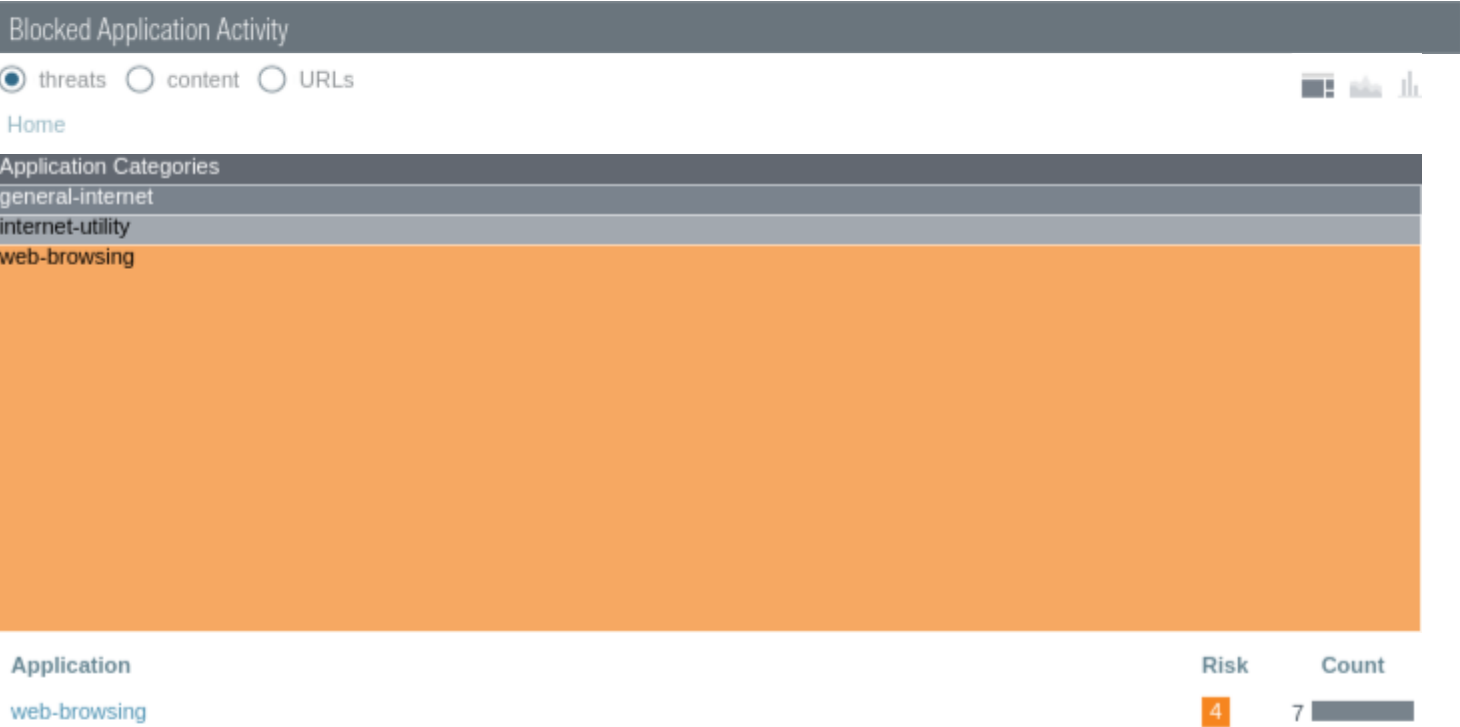 Blocked Application Activity
threats content URLs
Home
Application Categories
general-internet
internet-utility
web-browsing
Application Risk Count
web-browsing 4 7